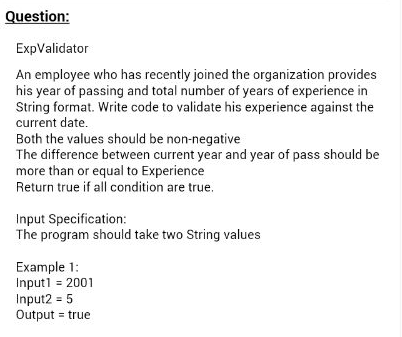 Question:
ExpValidator
An employee who has recently joined the organization provides
his year of passing and total number of years of experience in
String format. Write code to validate his experience against the
current date.
Both the values should be non-negative
The difference between current year and year of pass should be
more than or equal to Experience
Return true if all condition are true.
Input Specification:
The program should take two String values
Example 1:
Input1 = 2001
Input2 = 5
Output = true